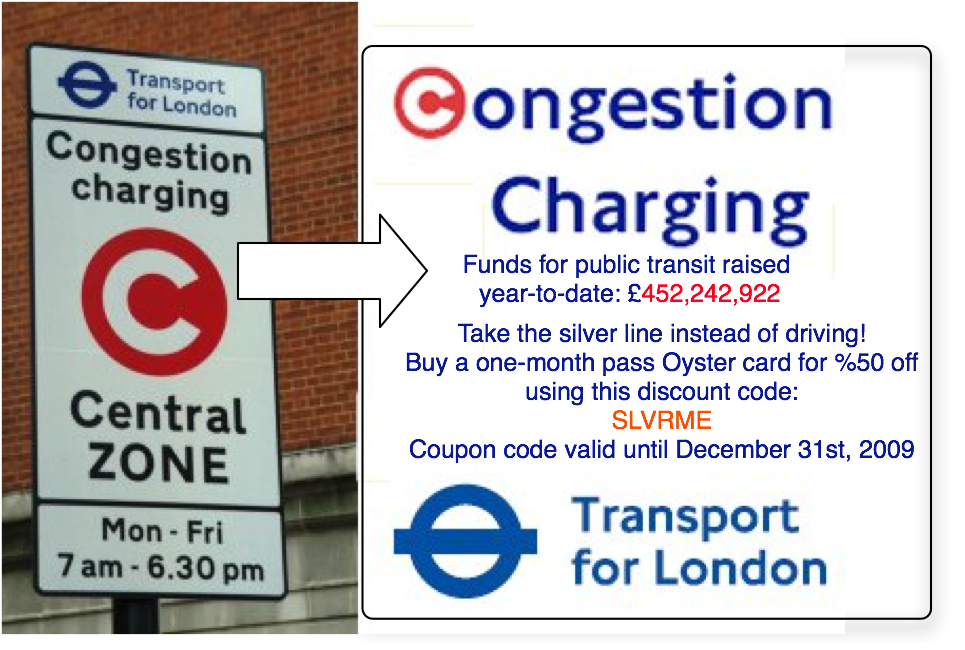 Transport
for London
Congestion
charging
Central
ZONE
Mon - Fri
7 am - 6.30 pm
Congestion
Charging
Funds for public transit raised
year-to-date: £452,242,922
Take the silver line instead of driving!
Buy a one-month pass Oyster card for %50 off
using this discount code:
SLVRME
Coupon code valid until December 31st, 2009
Transport
for London